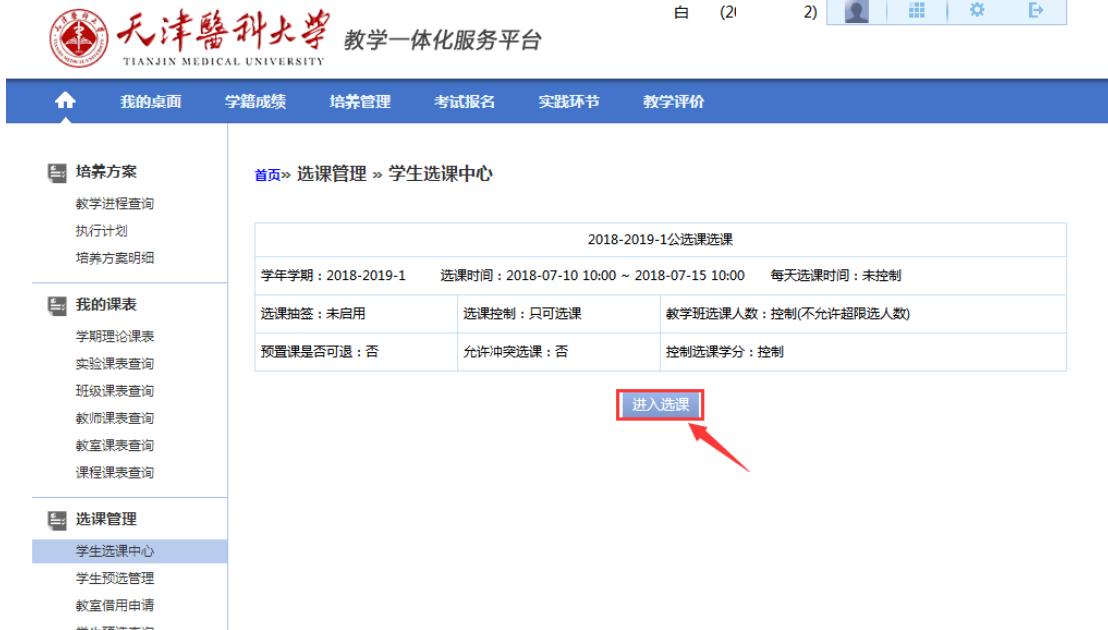 天津醫科大学 教学一体化服务平台
TIANJIN MEDICAL UNIVERSITY
白 (20 2)
我的桌面 学籍成绩 培养管理 考试报名 实践环节 教学评价
培养方案
教学进程查询
执行计划
培养方案明细
我的课表
学期理论课表
实验课表查询
班级课表查询
教师课表查询
教室课表查询
课程课表查询
选课管理
学生选课中心
学生预选管理
教室借用申请
首页» 选课管理 » 学生选课中心
2018-2019-1公选课选课
学年学期：2018-2019-1 选课时间：2018-07-10 10:00 ~ 2018-07-15 10:00 每天选课时间：未控制
选课抽签：未启用 选课控制：只可选课 教学班选课人数：控制(不允许超限选人数)
预置课是否可退：否 允许冲突选课：否 控制选课学分：控制
进入选课